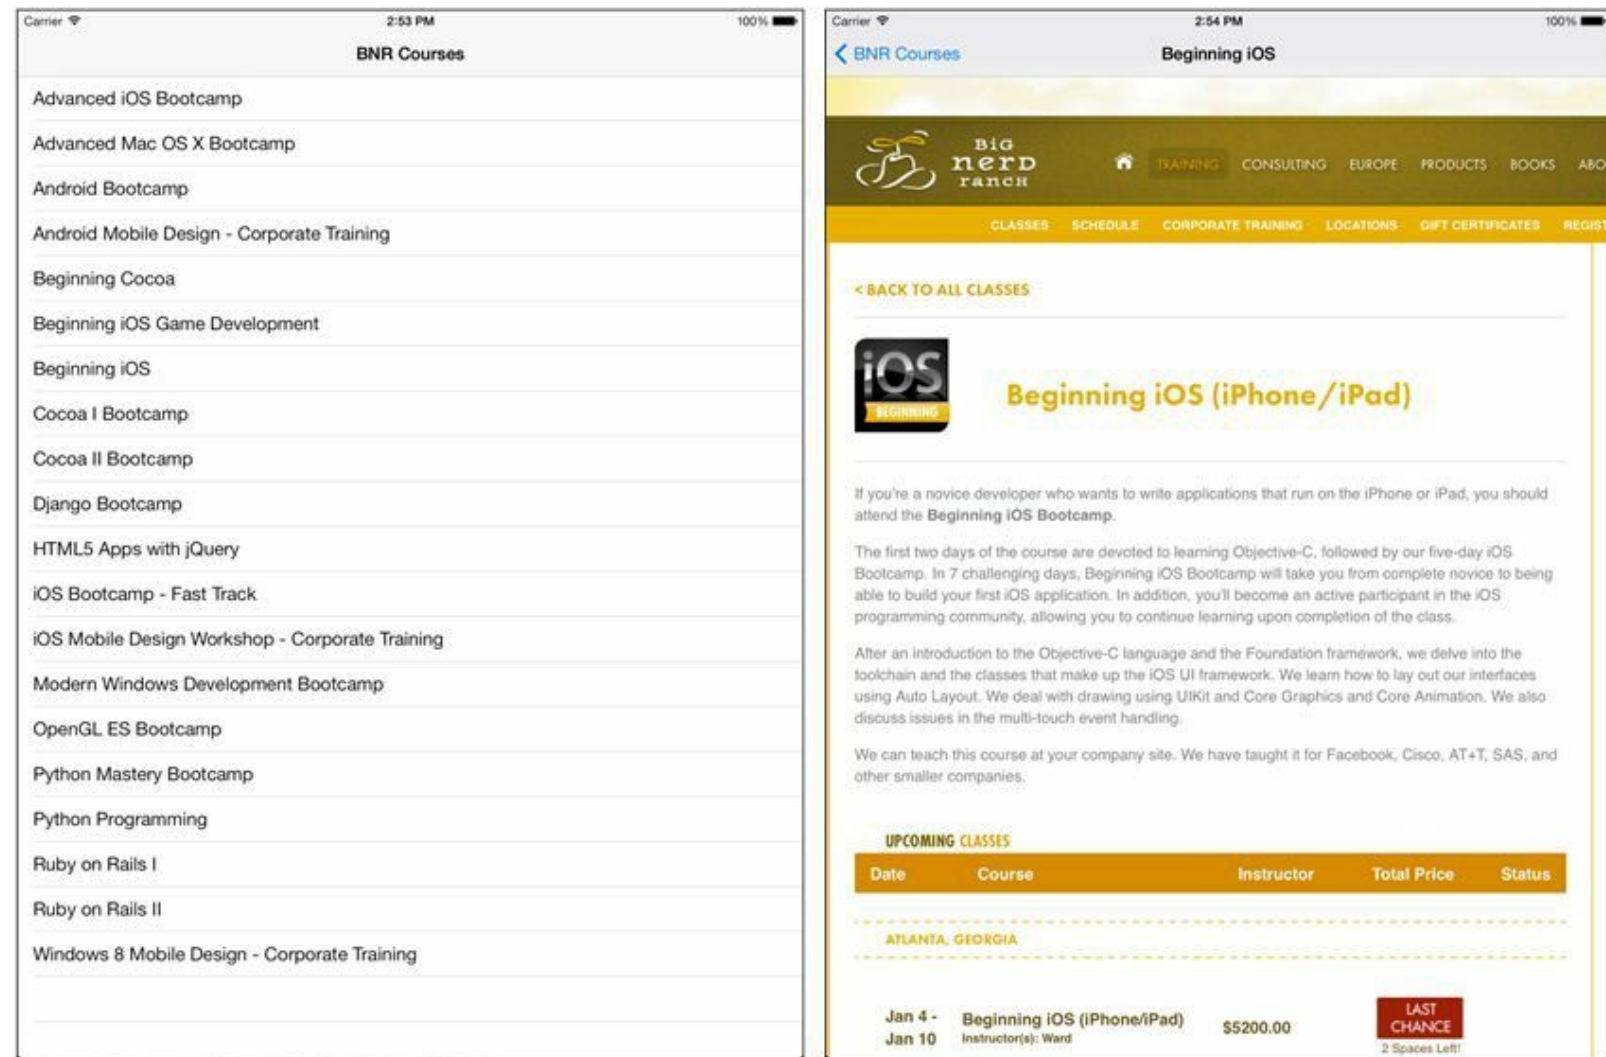 Carrier 2:53 PM 100%
BNR Courses
Advanced iOS Bootcamp
Advanced Mac OS X Bootcamp
Android Bootcamp
Android Mobile Design - Corporate Training
Beginning Cocoa
Beginning iOS Game Development
Beginning iOS
Cocoa I Bootcamp
Cocoa II Bootcamp
Django Bootcamp
HTML5 Apps with jQuery
iOS Bootcamp - Fast Track
iOS Mobile Design Workshop - Corporate Training
Modern Windows Development Bootcamp
OpenGL ES Bootcamp
Python Mastery Bootcamp
Python Programming
Ruby on Rails I
Ruby on Rails II
Windows 8 Mobile Design - Corporate Training
Carrier 2:54 PM 100%
BNR Courses Beginning iOS
BiG
nerD
rancH
TRAINING CONSULTING EUROPE PRODUCTS BOOKS ABO
CLASSES SCHEDULE CORPORATE TRAINING LOCATIONS GIFT CERTIFICATES REGIST
< BACK TO ALL CLASSES
iOS
BEGINNING
Beginning iOS (iPhone/iPad)
If you're a novice developer who wants to write applications that run on the iPhone or iPad, you should
attend the Beginning iOS Bootcamp.
The first two days of the course are devoted to learning Objective-C, followed by our five-day iOS
Bootcamp. In 7 challenging days, Beginning iOS Bootcamp will take you from complete novice to being
able to build your first iOS application. In addition, you'll become an active participant in the iOS
programming community, allowing you to continue learning upon completion of the class.
After an introduction to the Objective-C language and the Foundation framework, we delve into the
toolchain and the classes that make up the iOS UI framework. We learn how to lay out our interfaces
using Auto Layout. We deal with drawing using UIKit and Core Graphics and Core Animation. We also
discuss issues in the multi-touch event handling.
We can teach this course at your company site. We have taught it for Facebook, Cisco, AT+T, SAS, and
other smaller companies.
UPCOMING CLASSES
Date Course Instructor Total Price Status
ATLANTA, GEORGIA
Jan 4 -
Jan 10
Beginning iOS (iPhone/iPad)
Instructor(s): Ward
$5200.00
LAST
CHANCE
2 Spaces Left!